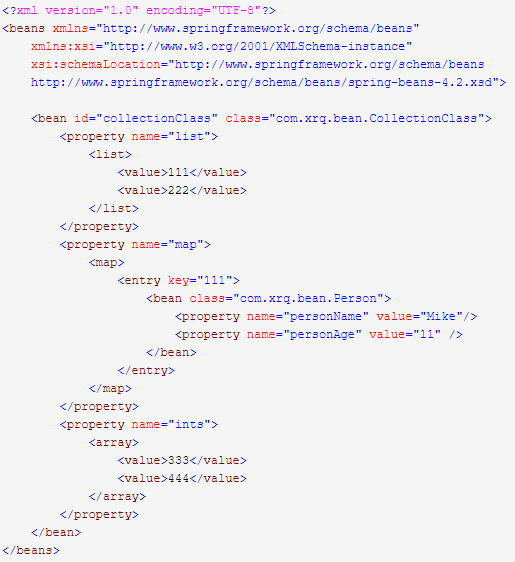 <?xml version="1.0" encoding="UTF-8"?>
<beans xmlns="http://www.springframework.org/schema/beans"
    xmlns:xsi="http://www.w3.org/2001/XMLSchema-instance"
    xsi:schemaLocation="http://www.springframework.org/schema/beans
    http://www.springframework.org/schema/beans/spring-beans-4.2.xsd">

    <bean id="collectionClass" class="com.xrq.bean.CollectionClass">
        <property name="list">
            <list>
                <value>111</value>
                <value>222</value>
            </list>
        </property>
        <property name="map">
            <map>
                <entry key="111">
                    <bean class="com.xrq.bean.Person">
                        <property name="personName" value="Mike"/>
                        <property name="personAge" value="11" />
                    </bean>
                </entry>
            </map>
        </property>
        <property name="ints">
            <array>
                <value>333</value>
                <value>444</value>
            </array>
        </property>
    </bean>
</beans>